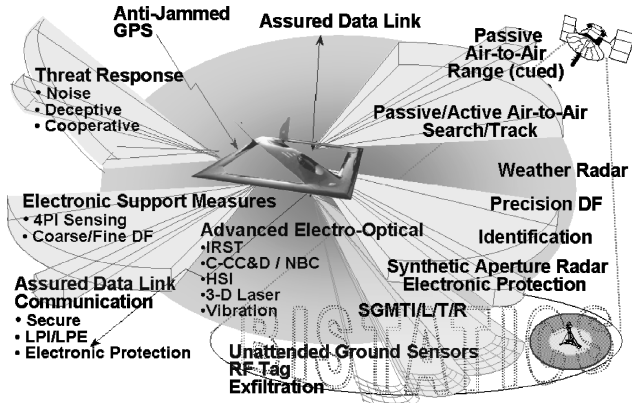 Anti-Jammed
GPS
Assured Data Link
Passive
Air-to-Air
Range (cued)
Threat Response
• Noise
• Deceptive
• Cooperative
Passive/Active Air-to-Air
Search/Track
Weather Radar
Precision DF
Identification
Synthetic Aperture Radar
Electronic Protection
SGMTI/L/T/R
Electronic Support Measures
• 4PI Sensing
• Coarse/Fine DF
Advanced Electro-Optical
•IRST
•C-CC&D / NBC
•HSI
•3-D Laser
•Vibration
Assured Data Link
Communication
• Secure
• LPI/LPE
• Electronic Protection
BISTATICS
Unattended Ground Sensors
RF Tag
Exfiltration